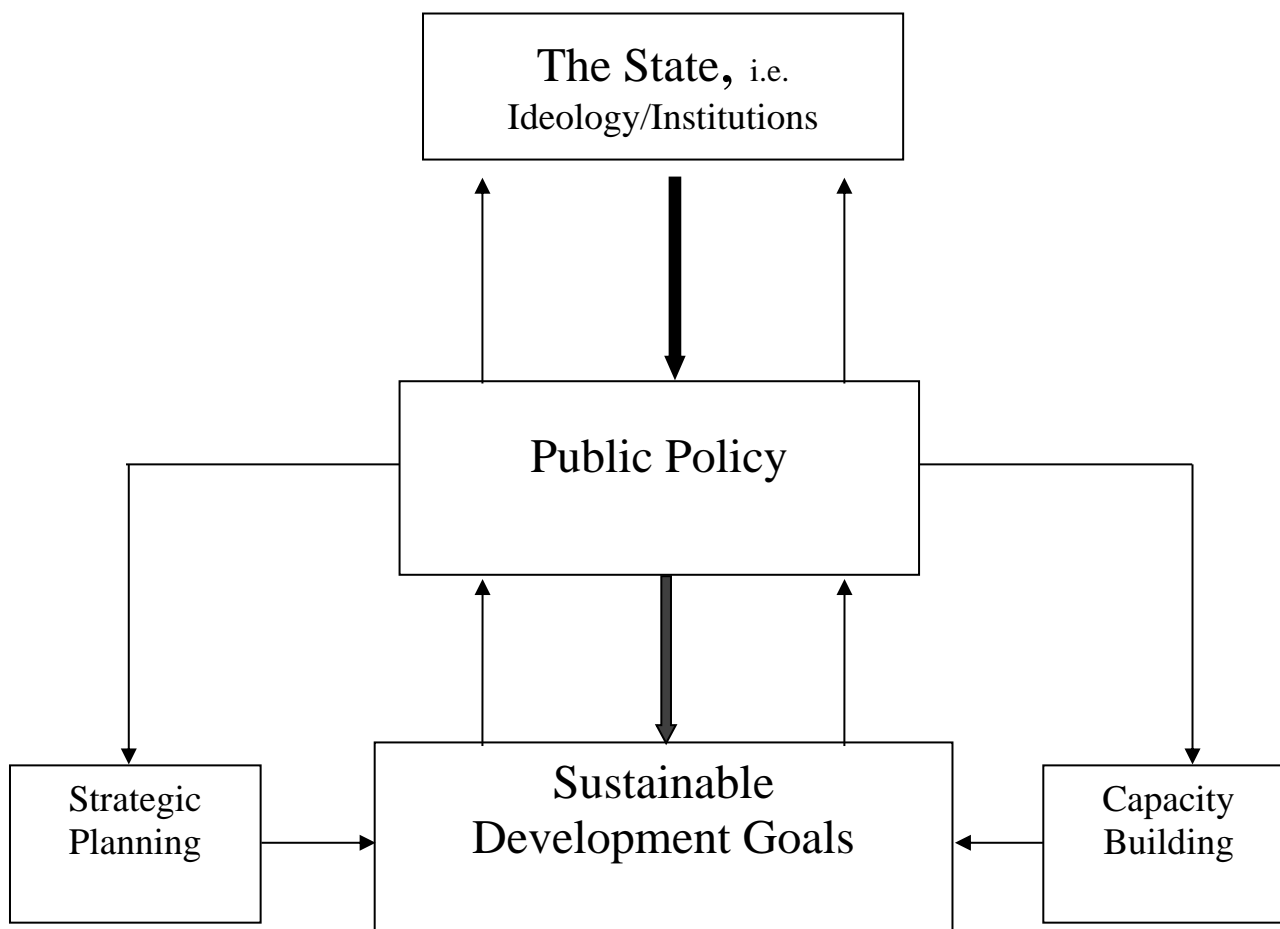 The State, i.e.
Ideology/Institutions
Public Policy
Strategic
Planning
Sustainable
Development Goals
Capacity
Building